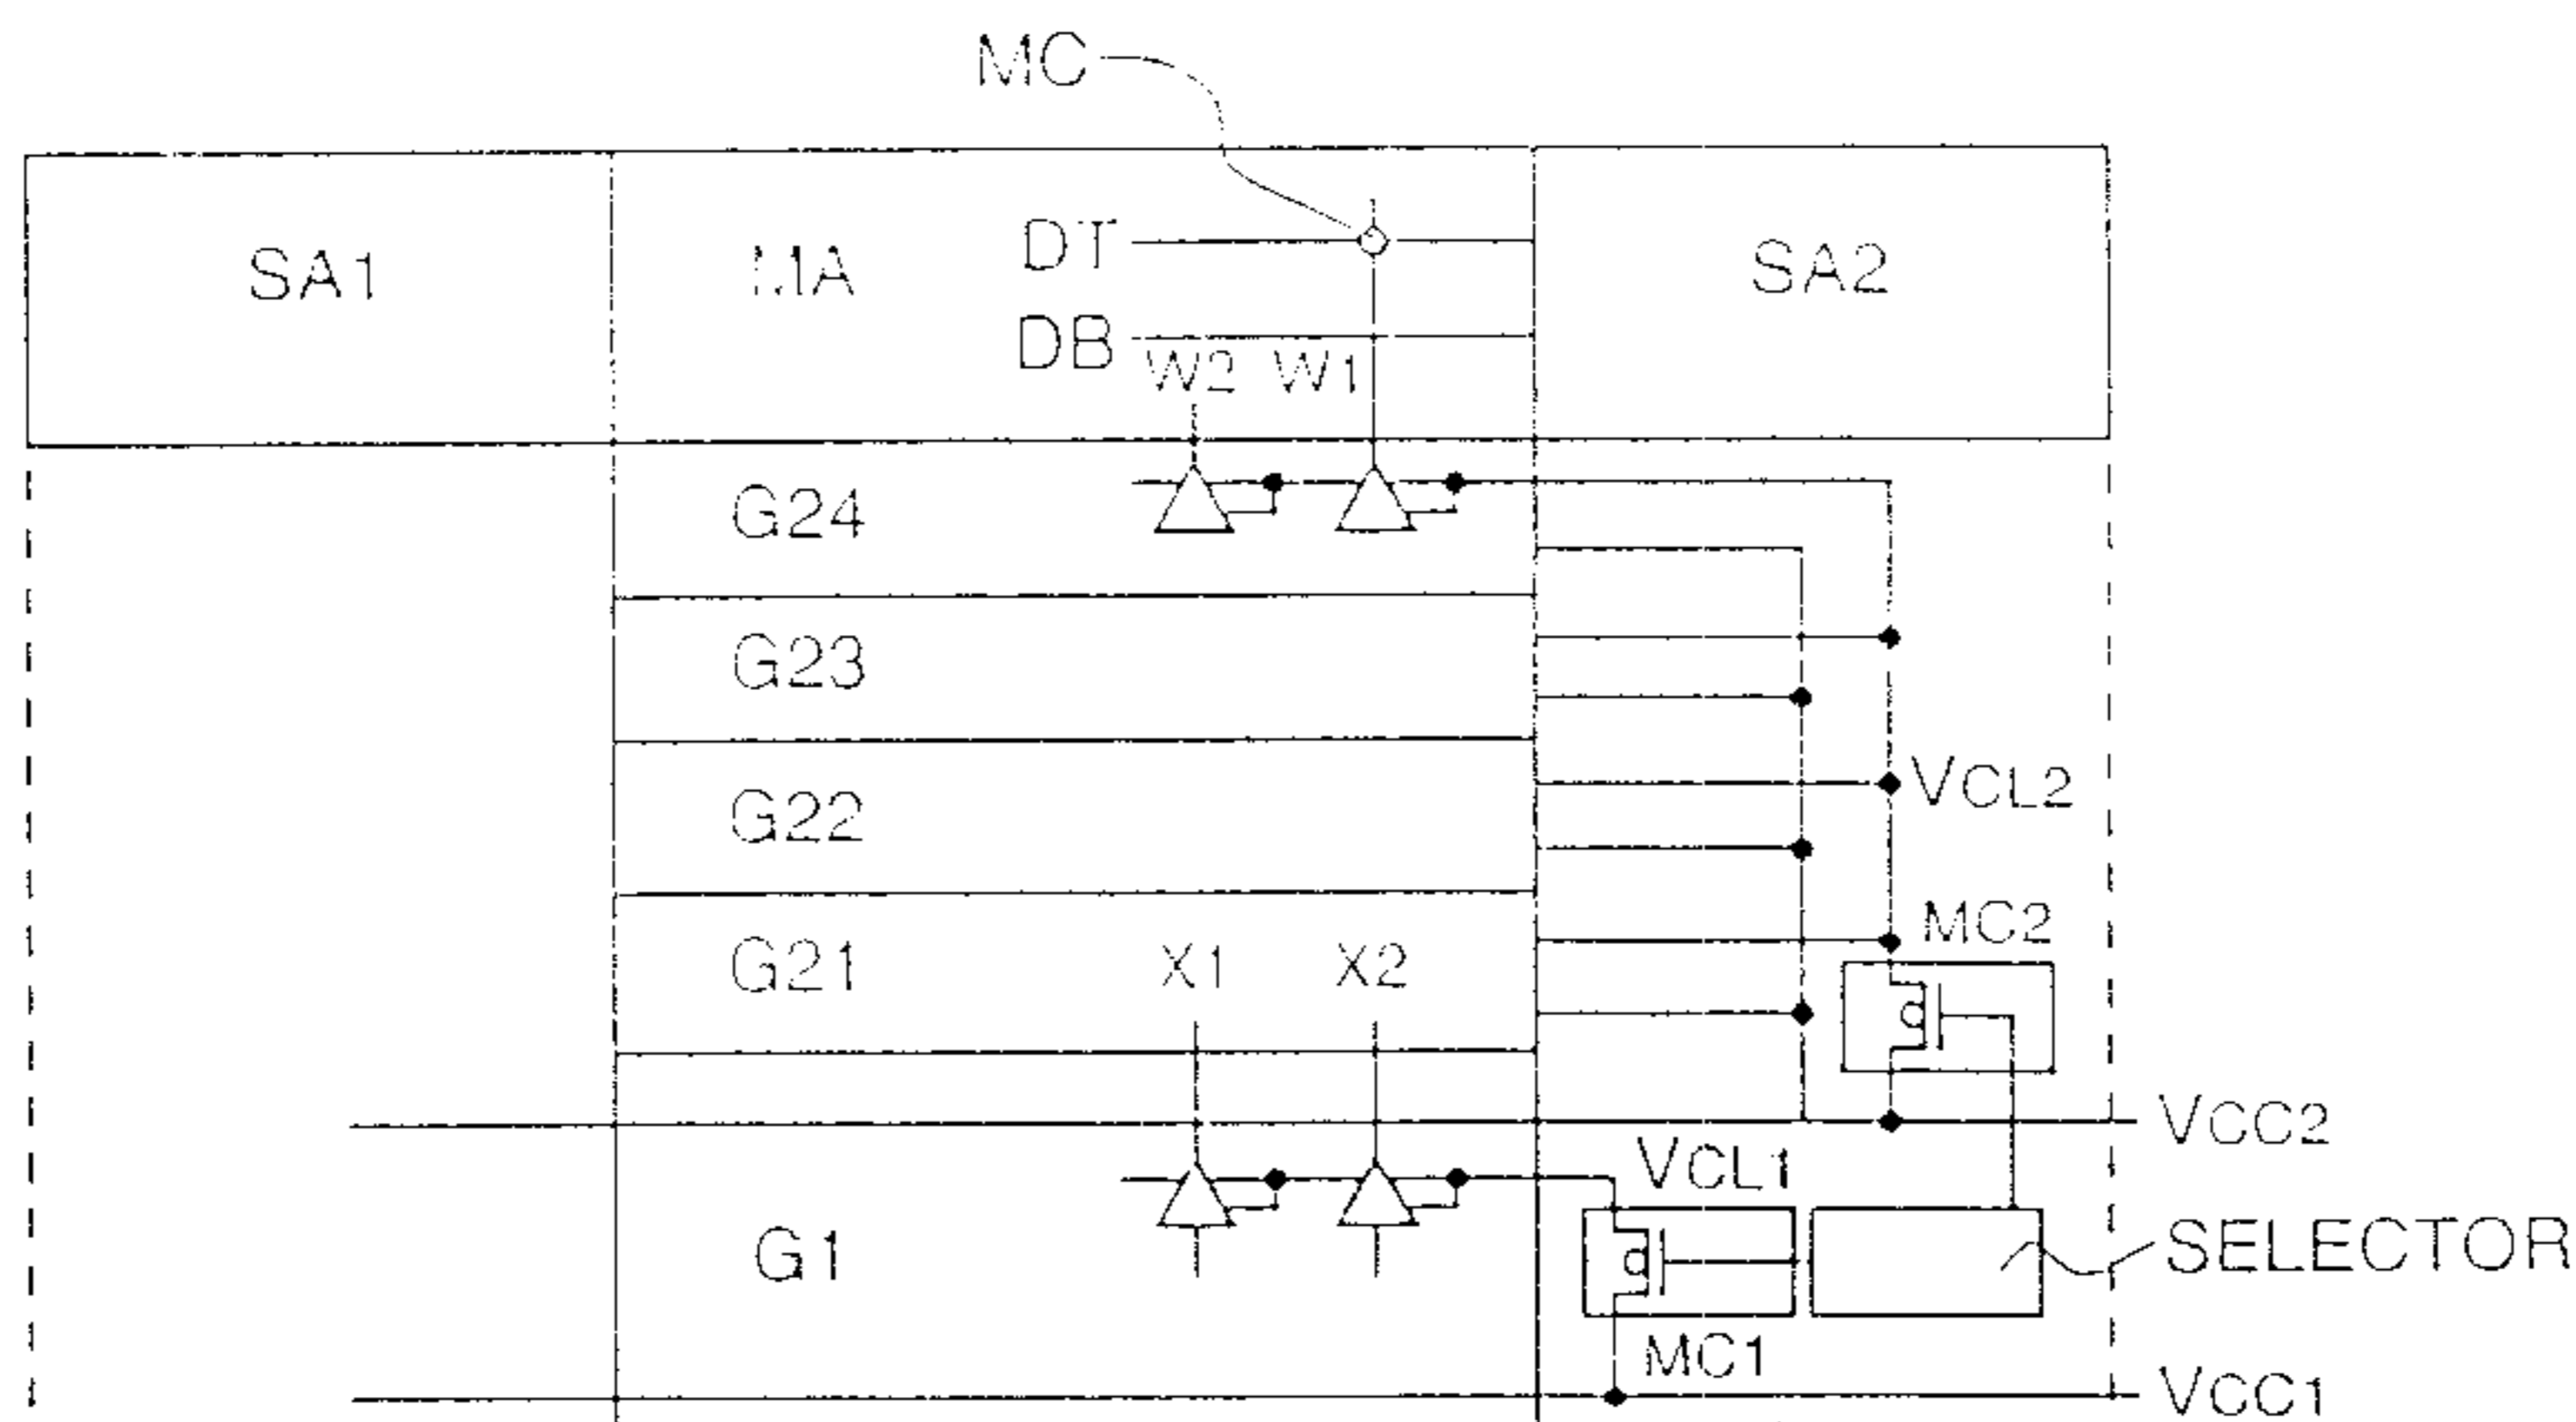 MC
SA1
MA
DT
SA2
DB
W2
W1
G24
G23
G22
VCL2
G21
X1
X2
MC2
VCC2
VCL1
G1
SELECTOR
MC1
VCC1